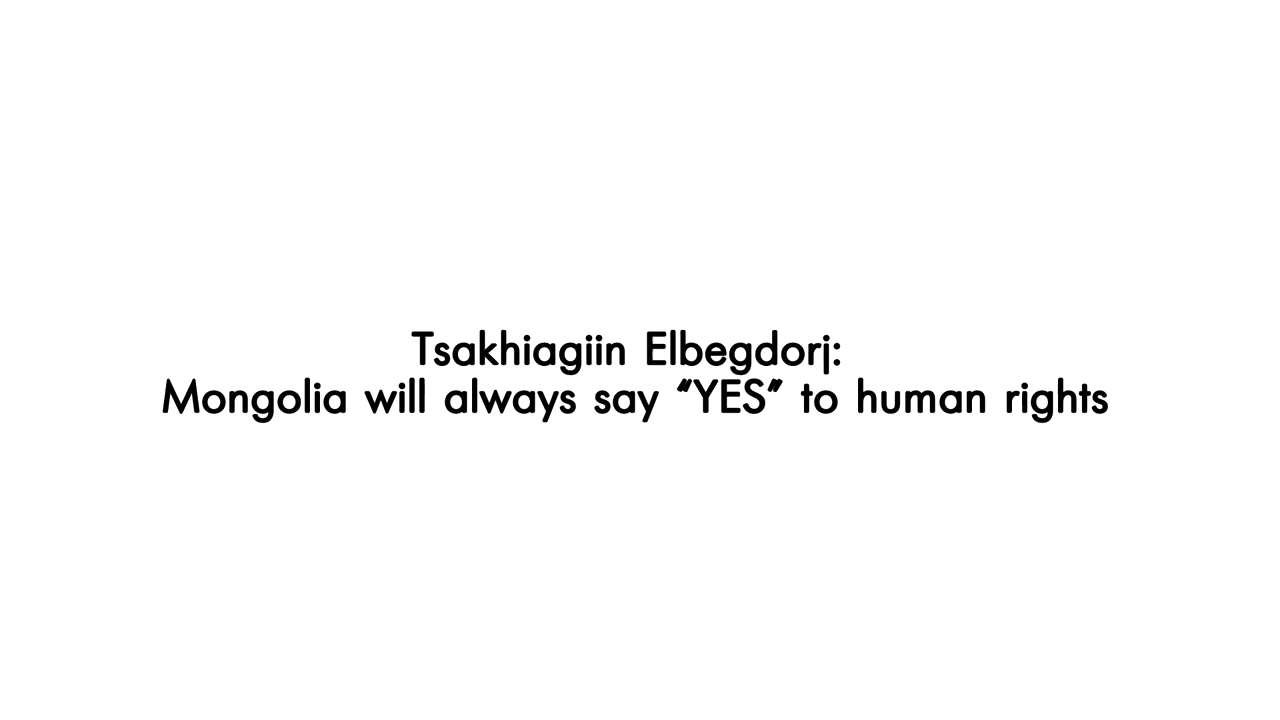 Tsakhiagiin Elbegdorj:
Mongolia will always say “YES” to human rights